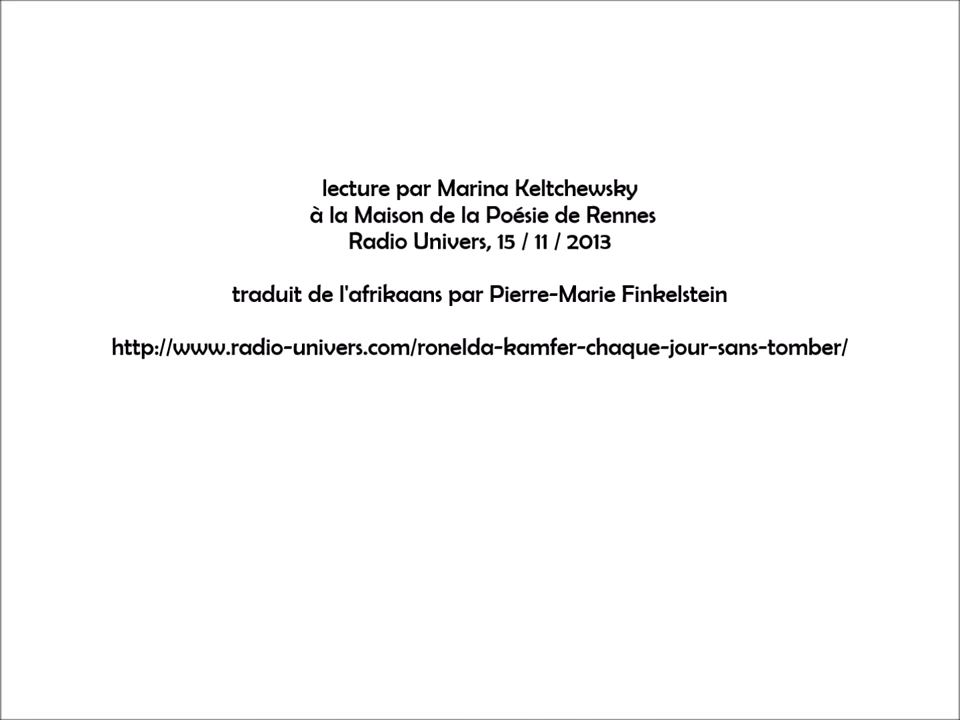 lecture par Marina Keltchewsky
à la Maison de la Poésie de Rennes
Radio Univers, 15 / 11 / 2013
traduit de l'afrikaans par Pierre-Marie Finkelstein
http://www.radio-univers.com/ronelda-kamfer-chaque-jour-sans-tomber/